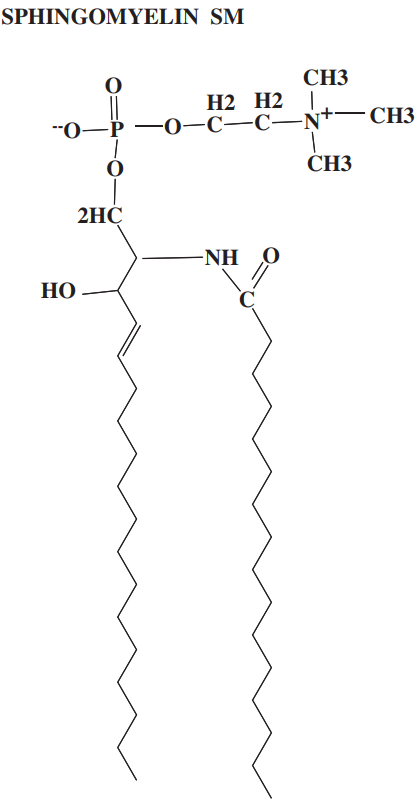 SPHINGOMYELIN SM
CH3
O
H2 H2
--O P O C C N+ CH3
O
CH3
2HC
NH O
HO
C